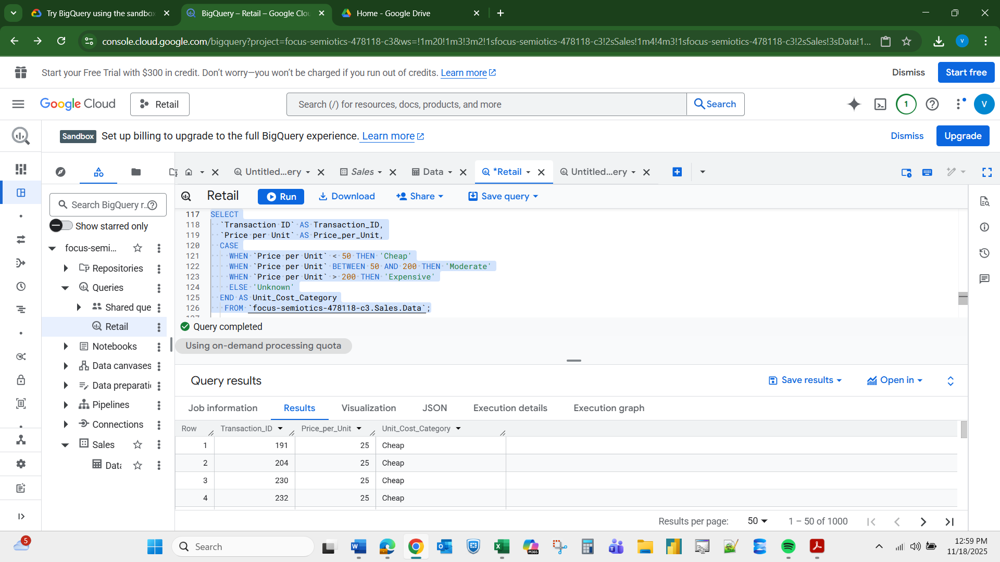 Try BigQuery using the sandbox
BigQuery – Retail – Google Clou
Home - Google Drive
console.cloud.google.com/bigquery?project=focus-semiotics-478118-c3&ws=!1m20!1m3!3m2!1sfocus-semiotics-478118-c3!2sSales!1m4!4m3!1sfocus-semiotics-478118-c3!2sSales!3sData!1...
V
Start your Free Trial with $300 in credit. Don't worry—you won't be charged if you run out of credits. Learn more
Dismiss
Start free
Google Cloud
Retail
Search (/) for resources, docs, products, and more
Search
1
V
Sandbox
Set up billing to upgrade to the full BigQuery experience. Learn more
Dismiss
Upgrade
Untitled...ery
Sales
Data
*Retail
Untitled...ery
Search BigQuery r...
Show starred only
focus-semi...
Repositories
Queries
Shared que
Retail
Notebooks
Data canvases
Data preparati
Pipelines
Connections
Sales
Data
Retail
Run
Download
Share
Save query
117 SELECT
118 `Transaction ID` AS Transaction_ID,
119 `Price per Unit` AS Price_per_Unit,
120 CASE
121 WHEN `Price per Unit` < 50 THEN 'Cheap'
122 WHEN `Price per Unit` BETWEEN 50 AND 200 THEN 'Moderate'
123 WHEN `Price per Unit` > 200 THEN 'Expensive'
124 ELSE 'Unknown'
125 END AS Unit_Cost_Category
126 FROM `focus-semiotics-478118-c3.Sales.Data`;
Query completed
Using on-demand processing quota
Query results
Save results
Open in
Job information
Results
Visualization
JSON
Execution details
Execution graph
Row Transaction_ID Price_per_Unit Unit_Cost_Category
1 191 25 Cheap
2 204 25 Cheap
3 230 25 Cheap
4 232 25 Cheap
Results per page: 50 1 – 50 of 1000
5
Search
12:59 PM
11/18/2025